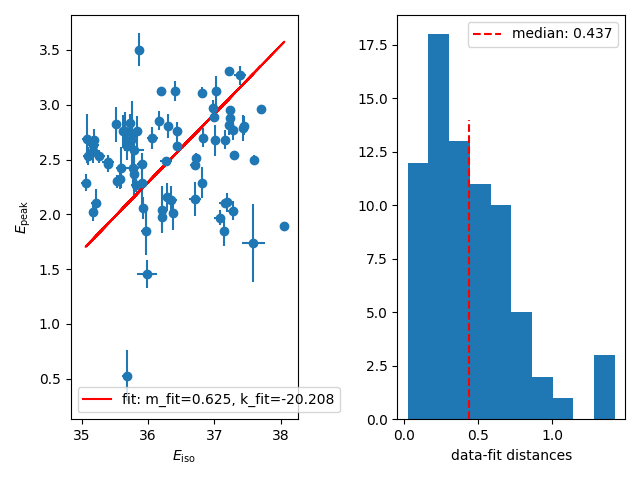 3.5
3.0
2.5
2.0
1.5
1.0
0.5
E_peak
fit: m_fit=0.625, k_fit=-20.208
35 36 37 38
E_iso
17.5
15.0
12.5
10.0
7.5
5.0
2.5
0.0
median: 0.437
0.0 0.5 1.0
data-fit distances